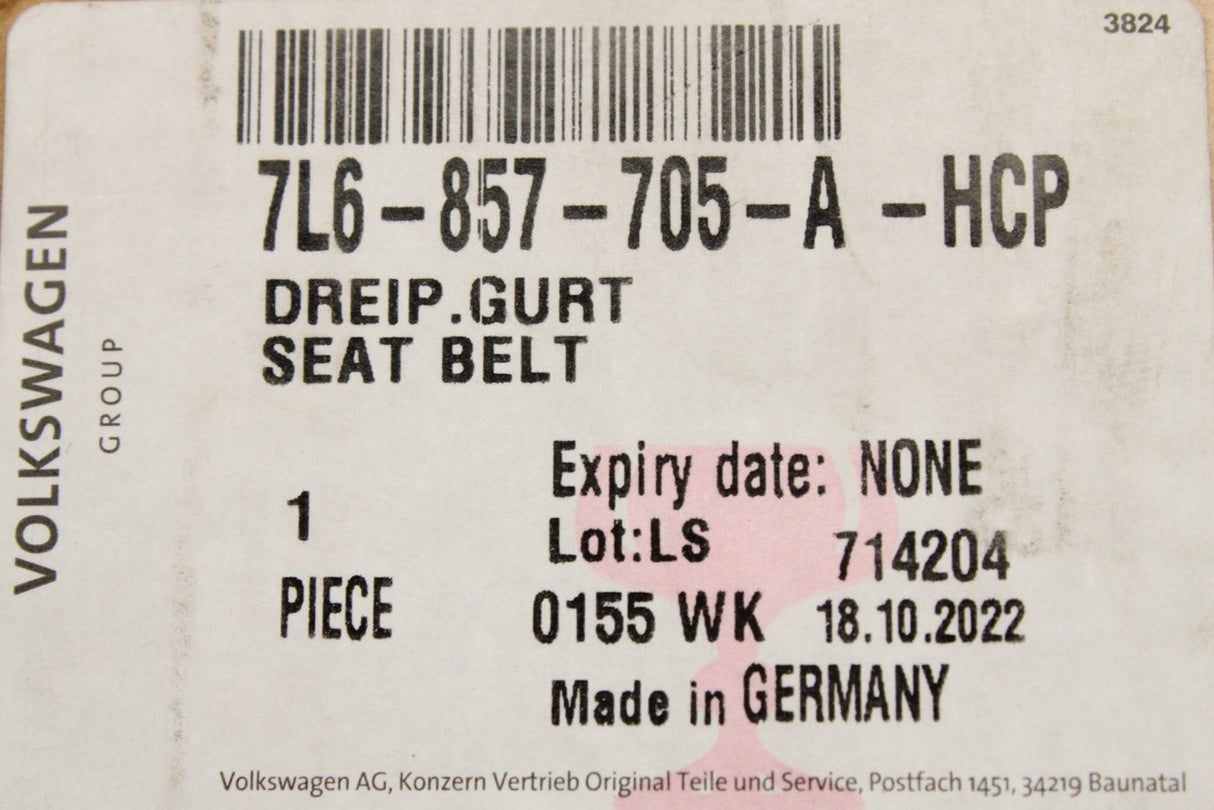 3824
7L6-857-705-A -HCP
DREIP.GURT
SEAT BELT
VOLKSWAGEN
GROUP
1
PIECE
Expiry date: NONE
Lot:LS 714204
0155 WK 18.10.2022
Made in GERMANY
Volkswagen AG, Konzern Vertrieb Original Teile und Service, Postfach 1451, 34219 Baunatal